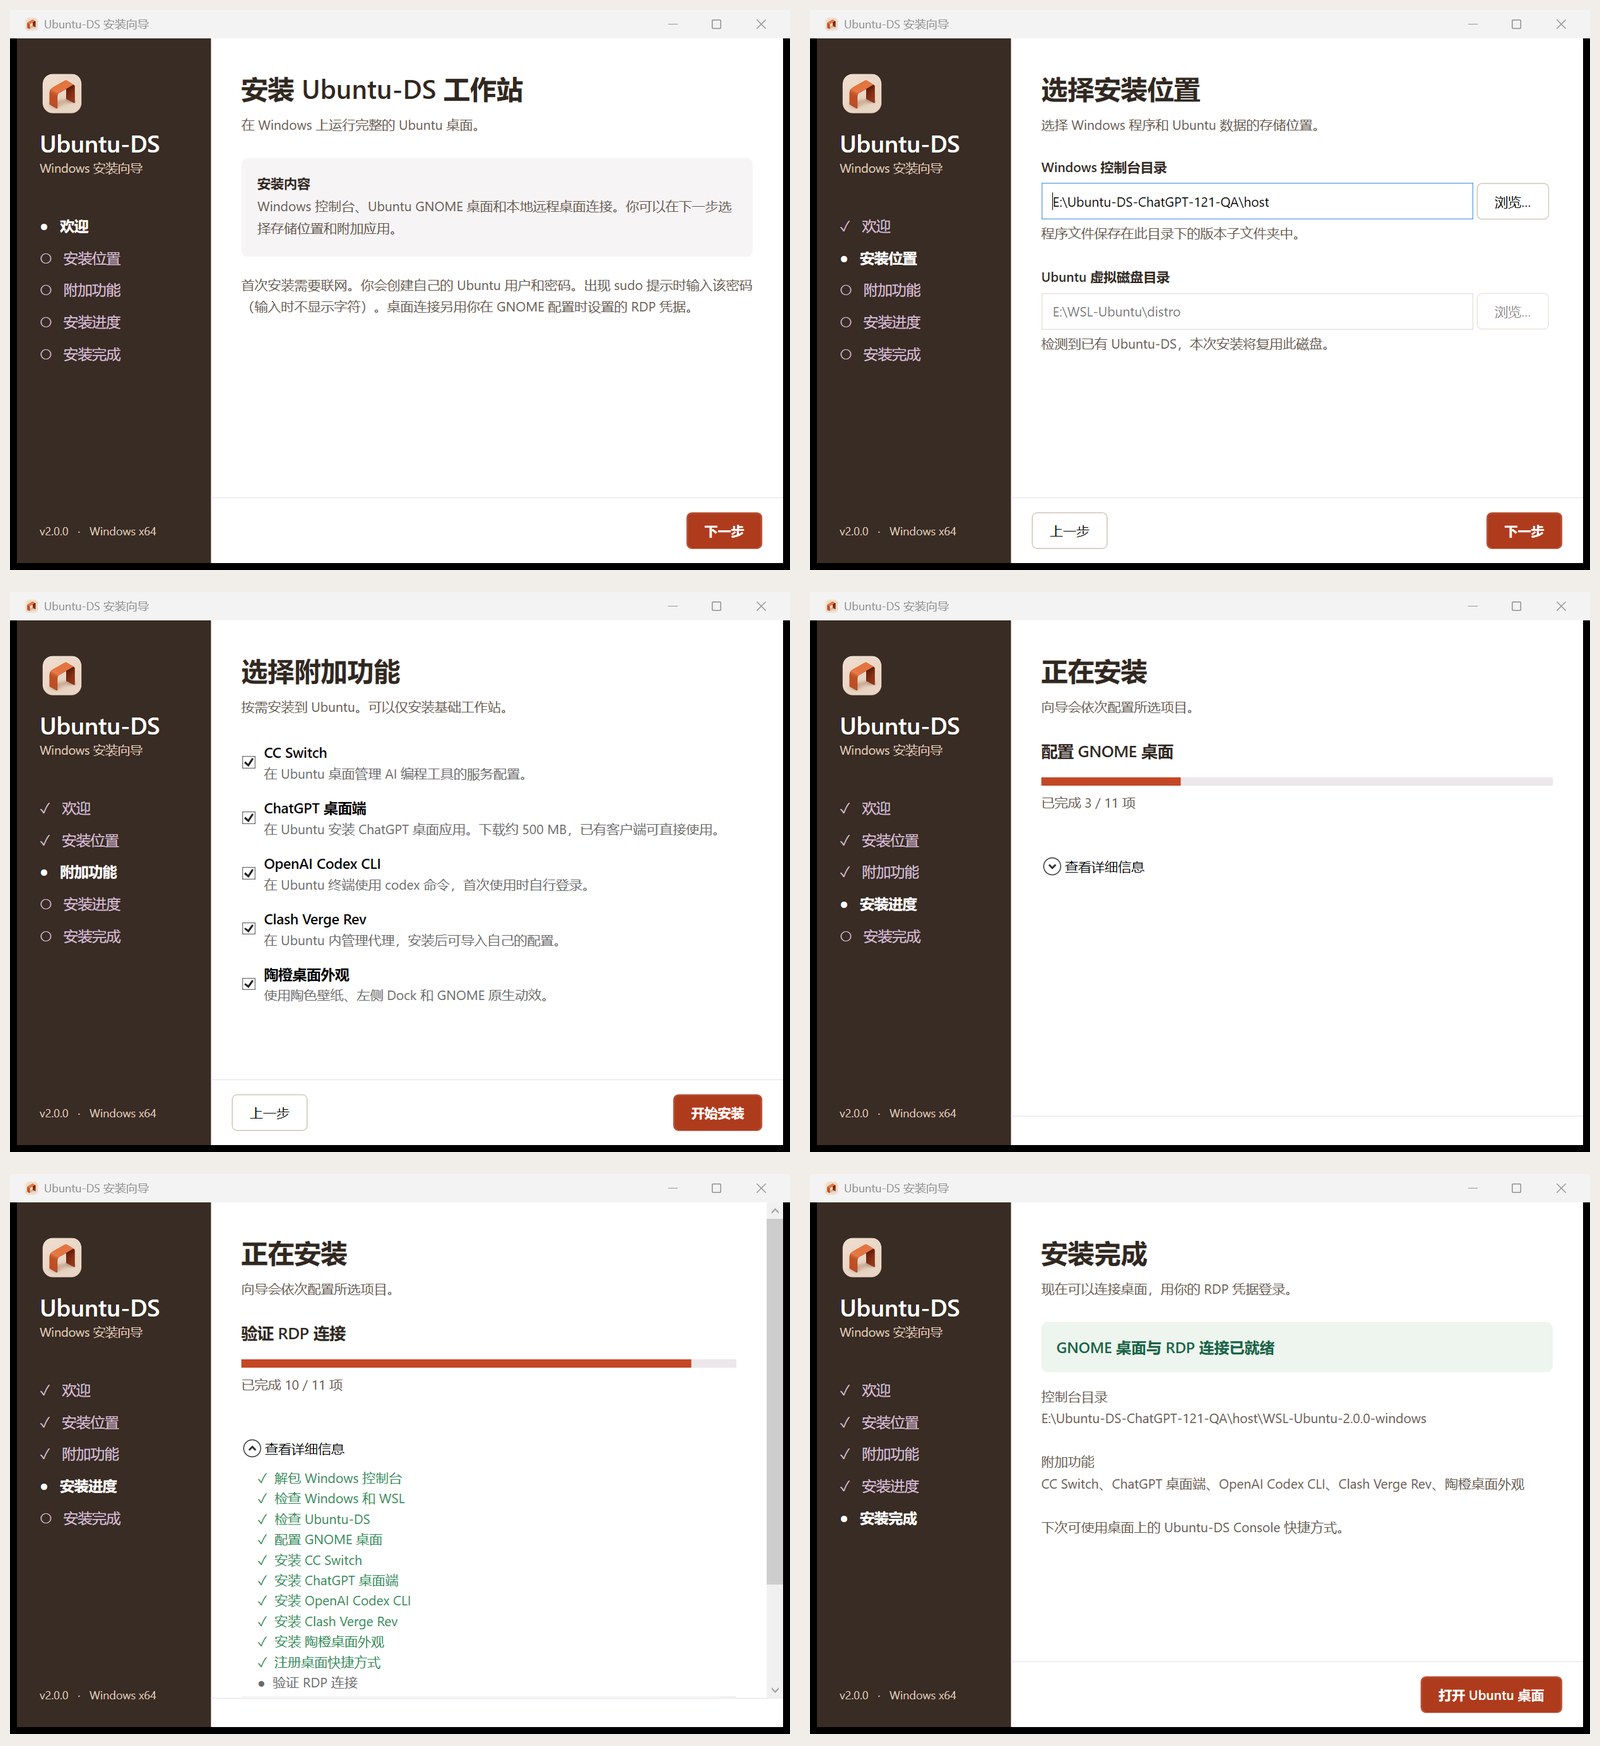 Ubuntu-DS 安装向导
Ubuntu-DS
Windows 安装向导
欢迎
安装位置
附加功能
安装进度
安装完成
v2.0.0 · Windows x64
安装 Ubuntu-DS 工作站
在 Windows 上运行完整的 Ubuntu 桌面。
安装内容
Windows 控制台、Ubuntu GNOME 桌面和本地远程桌面连接。你可以在下一步选
择存储位置和附加应用。
首次安装需要联网。你会创建自己的 Ubuntu 用户和密码。出现 sudo 提示时输入该密码
（输入时不显示字符）。桌面连接另用你在 GNOME 配置时设置的 RDP 凭据。
下一步
Ubuntu-DS 安装向导
Ubuntu-DS
Windows 安装向导
✓ 欢迎
安装位置
附加功能
安装进度
安装完成
v2.0.0 · Windows x64
选择安装位置
选择 Windows 程序和 Ubuntu 数据的存储位置。
Windows 控制台目录
E:\Ubuntu-DS-ChatGPT-121-QA\host
浏览...
程序文件保存在此目录下的版本子文件夹中。
Ubuntu 虚拟磁盘目录
E:\WSL-Ubuntu\distro
浏览...
检测到已有 Ubuntu-DS，本次安装将复用此磁盘。
上一步
下一步
Ubuntu-DS 安装向导
Ubuntu-DS
Windows 安装向导
✓ 欢迎
✓ 安装位置
附加功能
安装进度
安装完成
v2.0.0 · Windows x64
选择附加功能
按需安装到 Ubuntu。可以仅安装基础工作站。
CC Switch
在 Ubuntu 桌面管理 AI 编程工具的服务配置。
ChatGPT 桌面端
在 Ubuntu 安装 ChatGPT 桌面应用。下载约 500 MB，已有客户端可直接使用。
OpenAI Codex CLI
在 Ubuntu 终端使用 codex 命令，首次使用时自行登录。
Clash Verge Rev
在 Ubuntu 内管理代理，安装后可导入自己的配置。
陶橙桌面外观
使用陶色壁纸、左侧 Dock 和 GNOME 原生动效。
上一步
开始安装
Ubuntu-DS 安装向导
Ubuntu-DS
Windows 安装向导
✓ 欢迎
✓ 安装位置
✓ 附加功能
安装进度
安装完成
v2.0.0 · Windows x64
正在安装
向导会依次配置所选项目。
配置 GNOME 桌面
已完成 3 / 11 项
查看详细信息
Ubuntu-DS 安装向导
Ubuntu-DS
Windows 安装向导
✓ 欢迎
✓ 安装位置
✓ 附加功能
安装进度
安装完成
v2.0.0 · Windows x64
正在安装
向导会依次配置所选项目。
验证 RDP 连接
已完成 10 / 11 项
查看详细信息
✓ 解包 Windows 控制台
✓ 检查 Windows 和 WSL
✓ 检查 Ubuntu-DS
✓ 配置 GNOME 桌面
✓ 安装 CC Switch
✓ 安装 ChatGPT 桌面端
✓ 安装 OpenAI Codex CLI
✓ 安装 Clash Verge Rev
✓ 安装 陶橙桌面外观
✓ 注册桌面快捷方式
● 验证 RDP 连接
Ubuntu-DS 安装向导
Ubuntu-DS
Windows 安装向导
✓ 欢迎
✓ 安装位置
✓ 附加功能
✓ 安装进度
安装完成
v2.0.0 · Windows x64
安装完成
现在可以连接桌面，用你的 RDP 凭据登录。
GNOME 桌面与 RDP 连接已就绪
控制台目录
E:\Ubuntu-DS-ChatGPT-121-QA\host\WSL-Ubuntu-2.0.0-windows
附加功能
CC Switch、ChatGPT 桌面端、OpenAI Codex CLI、Clash Verge Rev、陶橙桌面外观
下次可使用桌面上的 Ubuntu-DS Console 快捷方式。
打开 Ubuntu 桌面